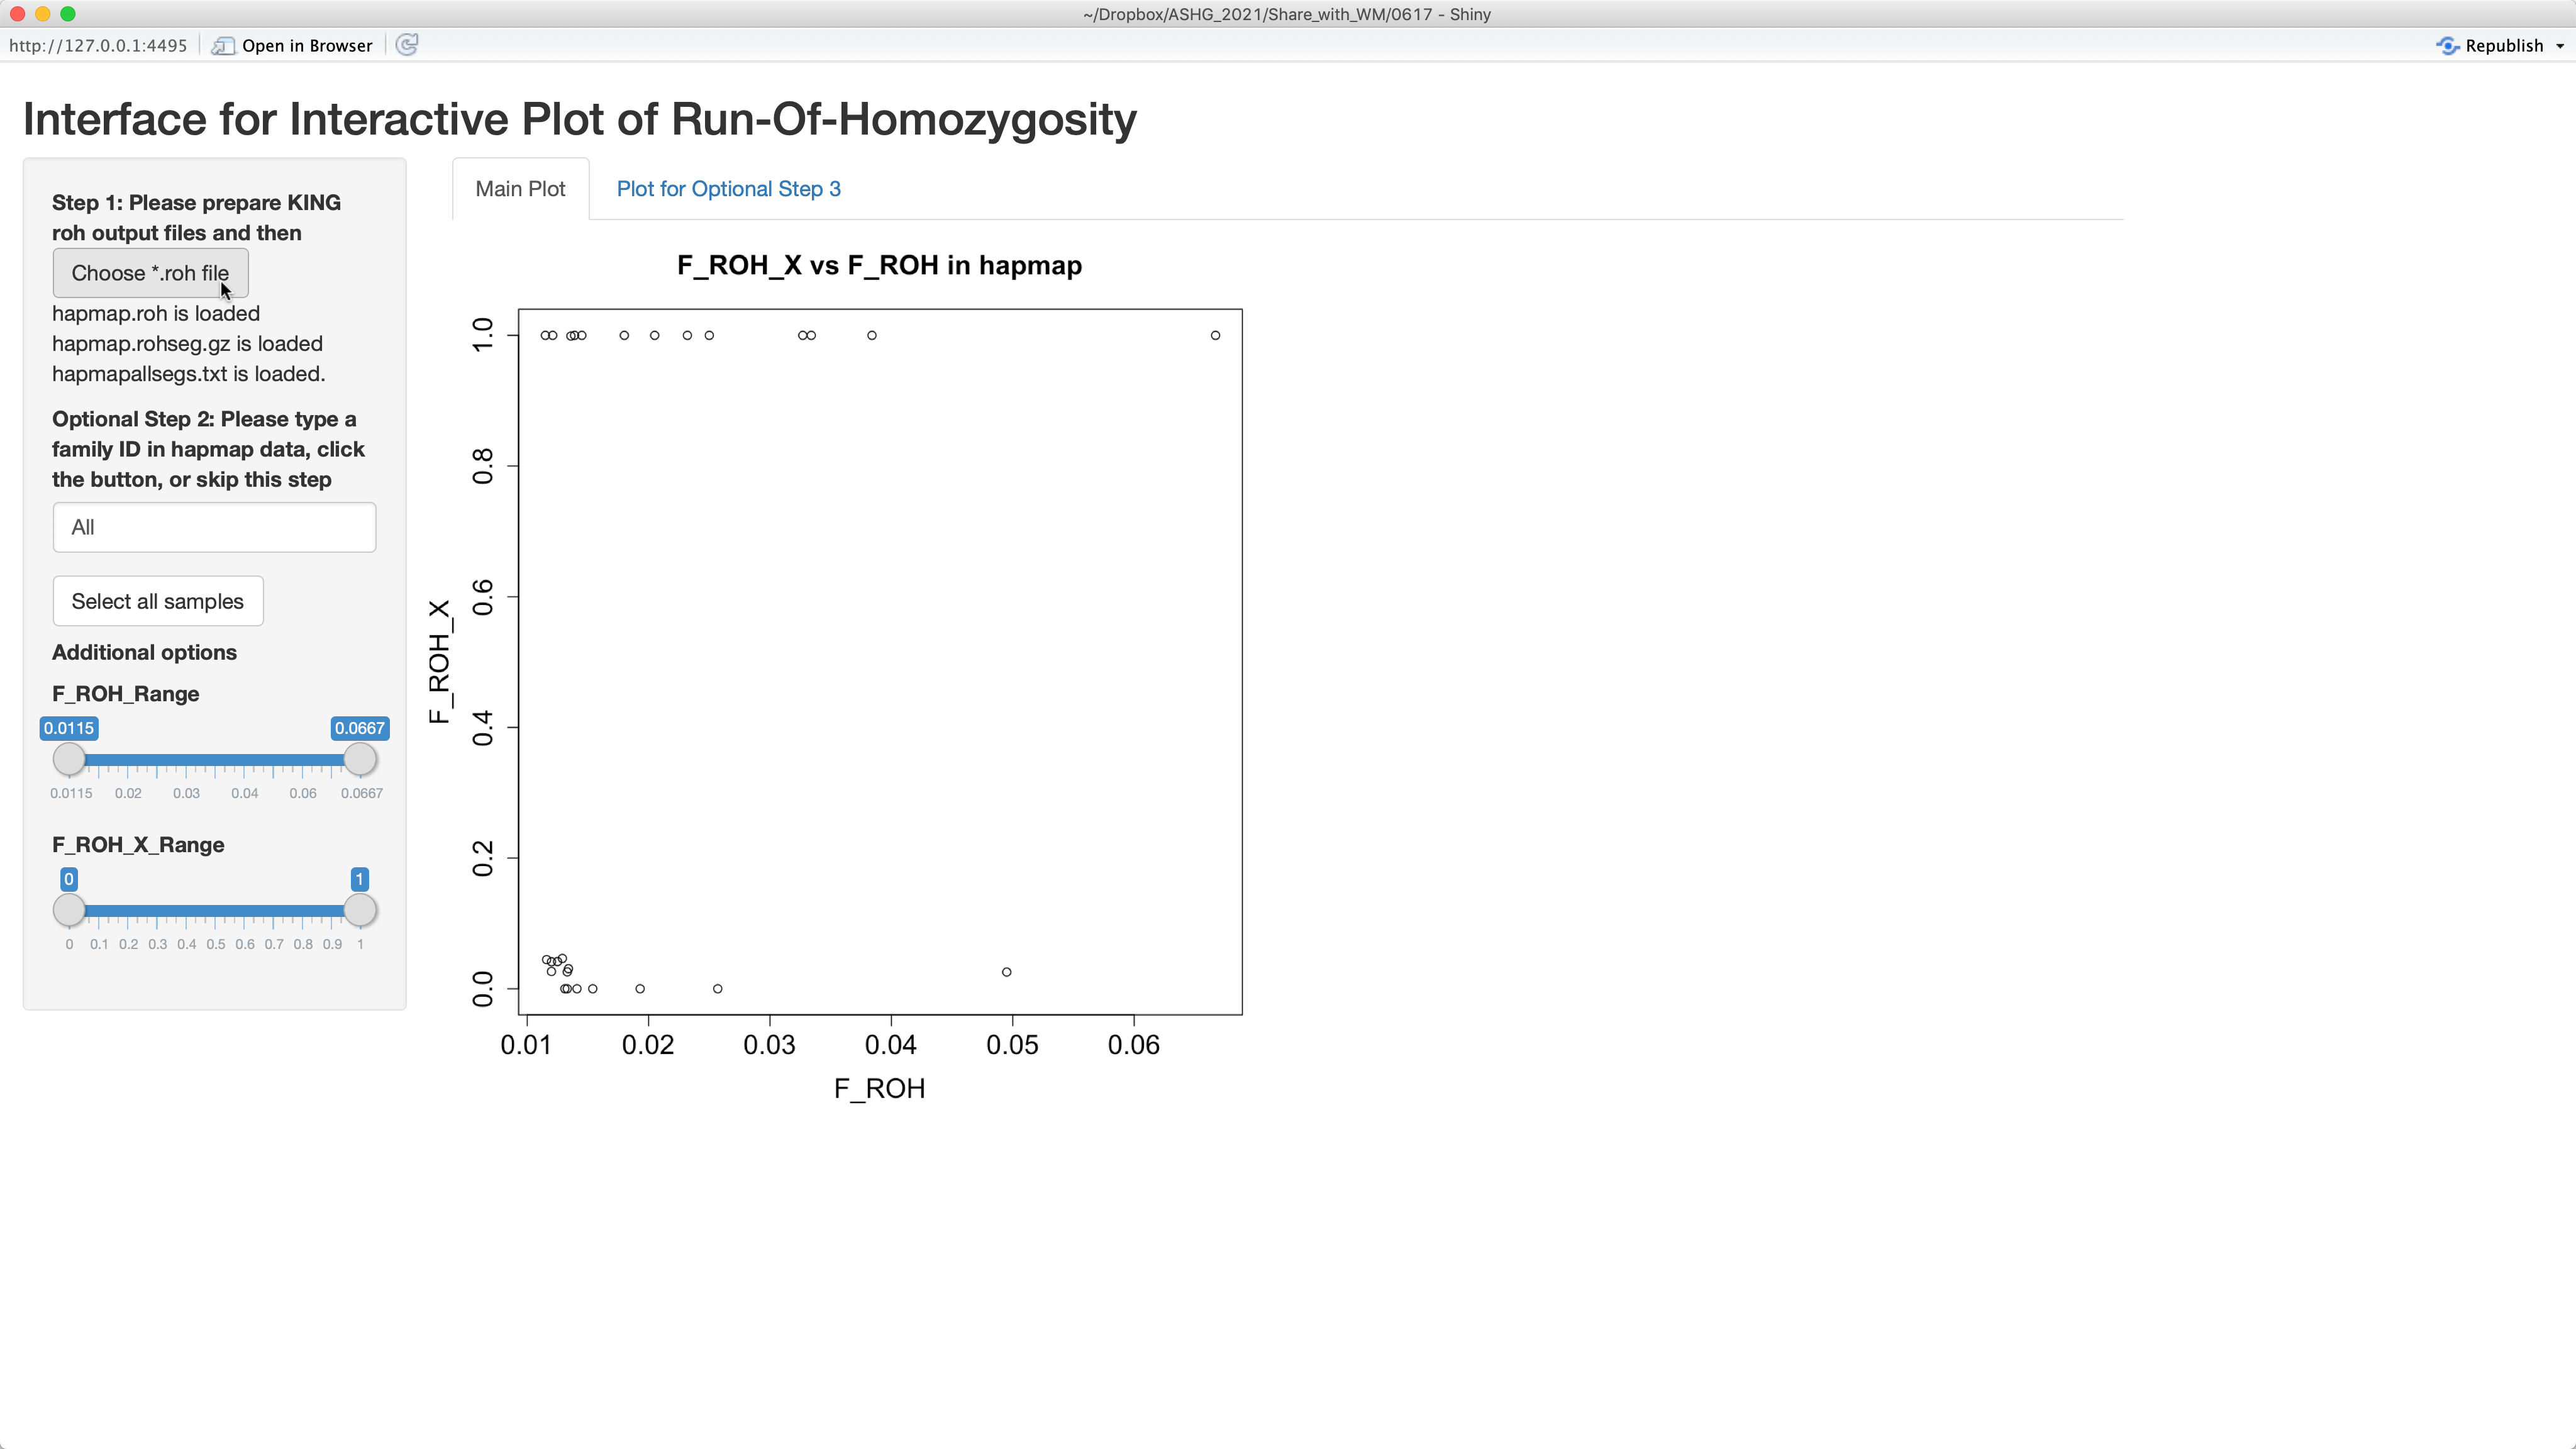 ~/Dropbox/ASHG_2021/Share_with_WM/0617 - Shiny
http://127.0.0.1:4495
Open in Browser
Republish
Interface for Interactive Plot of Run-Of-Homozygosity
Step 1: Please prepare KING
roh output files and then
Choose *.roh file
hapmap.roh is loaded
hapmap.rohseg.gz is loaded
hapmapallsegs.txt is loaded.
Optional Step 2: Please type a
family ID in hapmap data, click
the button, or skip this step
All
Select all samples
Additional options
F_ROH_Range
0.0115 0.0667
0.0115 0.02 0.03 0.04 0.06 0.0667
F_ROH_X_Range
0 1
0 0.1 0.2 0.3 0.4 0.5 0.6 0.7 0.8 0.9 1
Main Plot
Plot for Optional Step 3
F_ROH_X vs F_ROH in hapmap
F_ROH_X
1.0
0.8
0.6
0.4
0.2
0.0
0.01 0.02 0.03 0.04 0.05 0.06
F_ROH